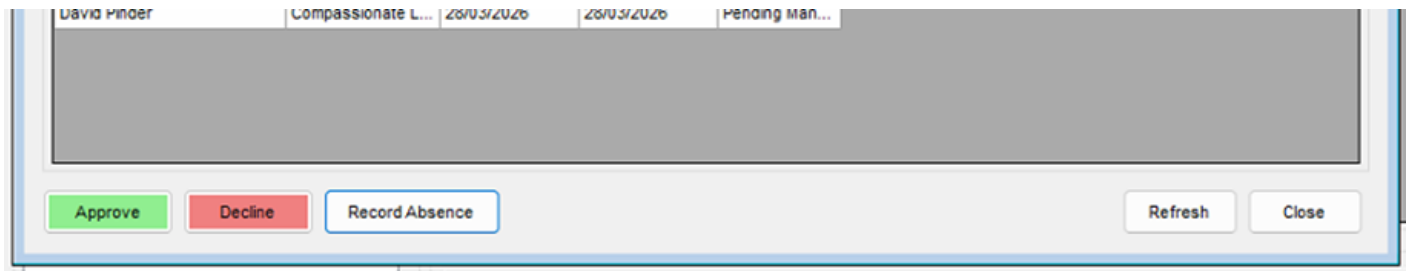 David Pinder Compassionate L... 28/03/2026 28/03/2026 Pending Man...
Approve Decline Record Absence Refresh Close